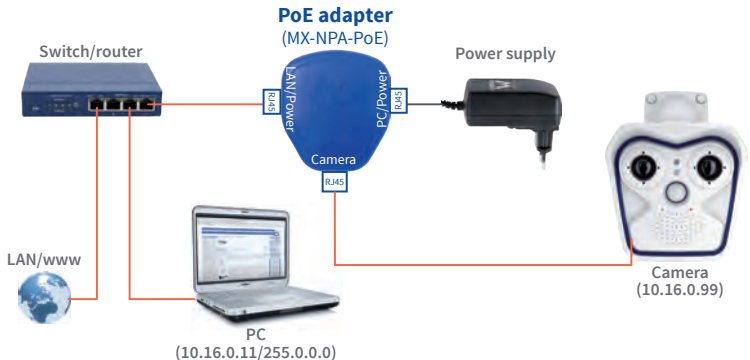 PoE adapter
(MX-NPA-PoE)
Switch/router
Power supply
LAN/Power
RJ45
PC/Power
RJ45
Camera
RJ45
LAN/www
PC
(10.16.0.11/255.0.0.0)
Camera
(10.16.0.99)